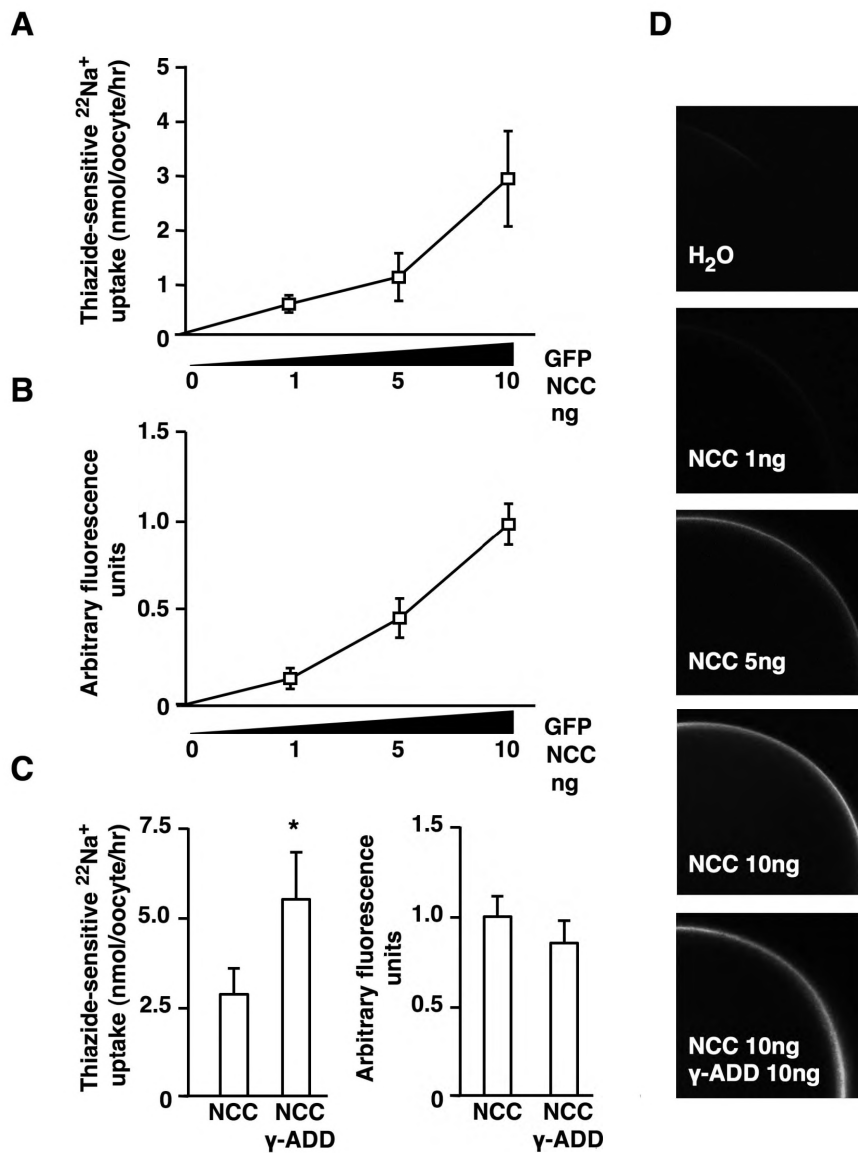 A
Thiazide-sensitive ²²Na⁺
uptake (nmol/oocyte/hr)
5
4
3
2
1
0
0 1 5 10
GFP
NCC
ng
B
Arbitrary fluorescence
units
1.5
1.0
0.5
0
0 1 5 10
GFP
NCC
ng
C
Thiazide-sensitive ²²Na⁺
uptake (nmol/oocyte/hr)
7.5
5.0
2.5
0
*
NCC NCC
γ-ADD
Arbitrary fluorescence
units
1.5
1.0
0.5
0
NCC NCC
γ-ADD
D
H₂O
NCC 1ng
NCC 5ng
NCC 10ng
NCC 10ng
γ-ADD 10ng